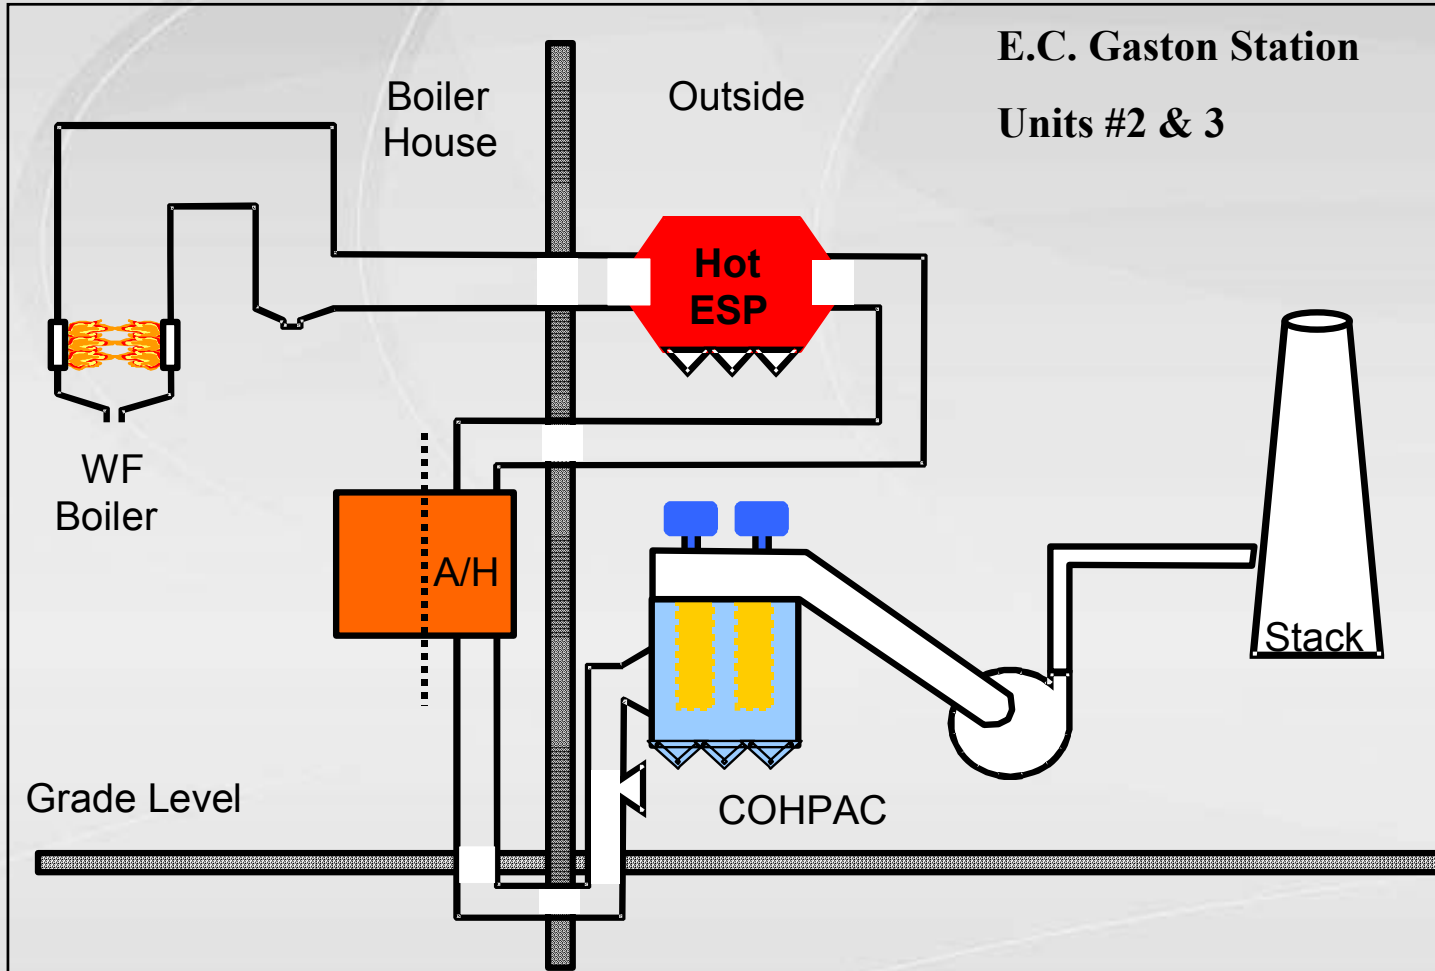 E.C. Gaston Station
Units #2 & 3
Boiler
House
Outside
Hot
ESP
WF
Boiler
A/H
Stack
Grade Level
COHPAC